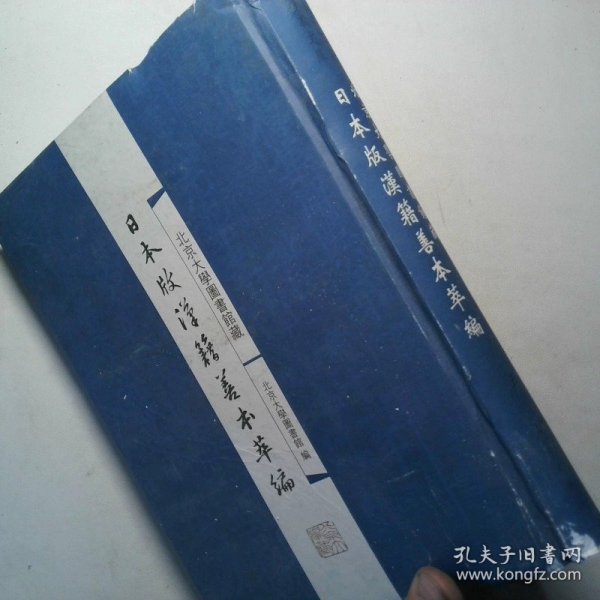 北京大學圖書館藏
日本版漢籍善本萃編
北京大學圖書館 編
日本版漢籍善本萃編
孔夫子旧书网
www.kongfz.com